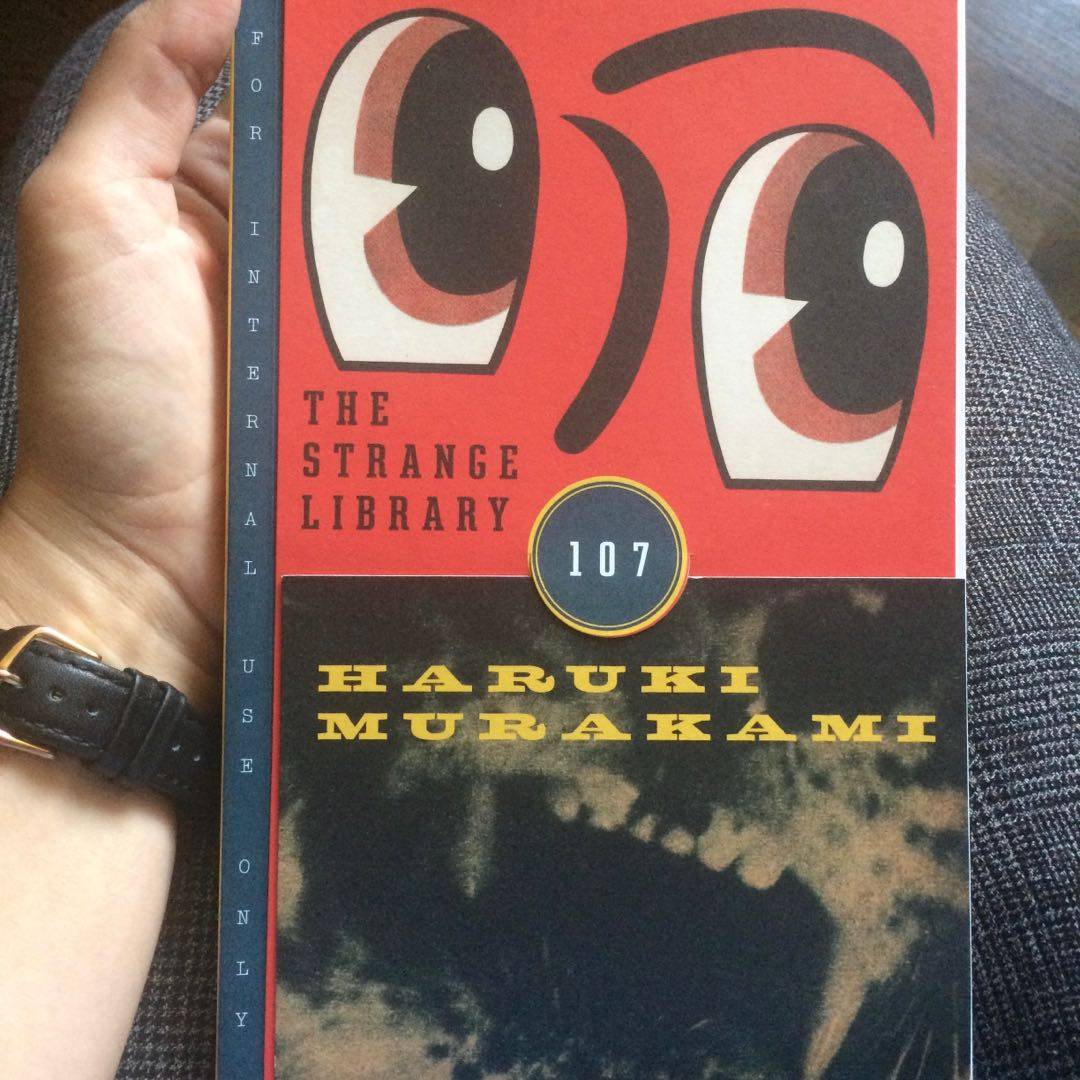 FOR INTERNAL USE ONLY
THE
STRANGE
LIBRARY
107
HARUKI
MURAKAMI